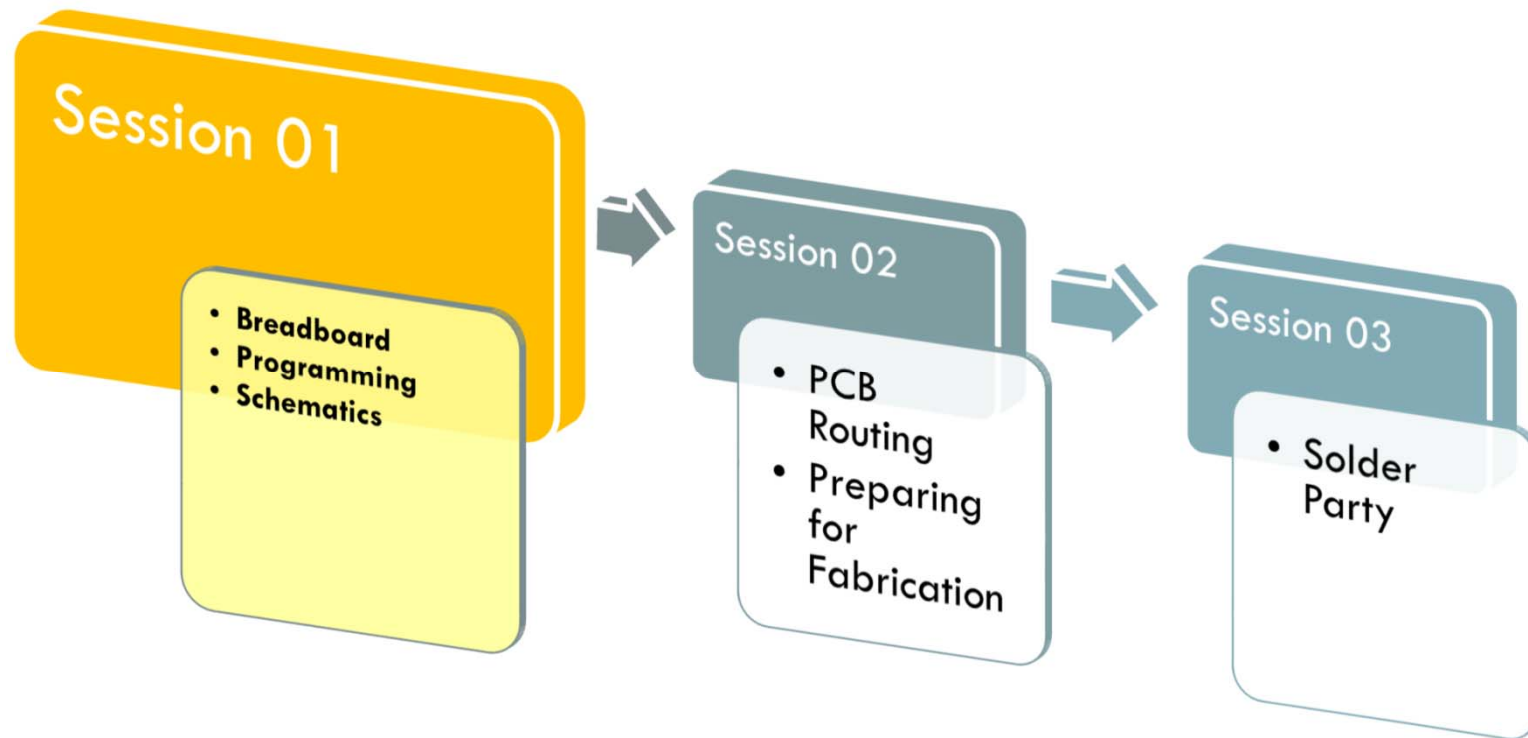 Session 01
• Breadboard
• Programming
• Schematics
Session 02
• PCB
Routing
• Preparing
for
Fabrication
Session 03
• Solder
Party